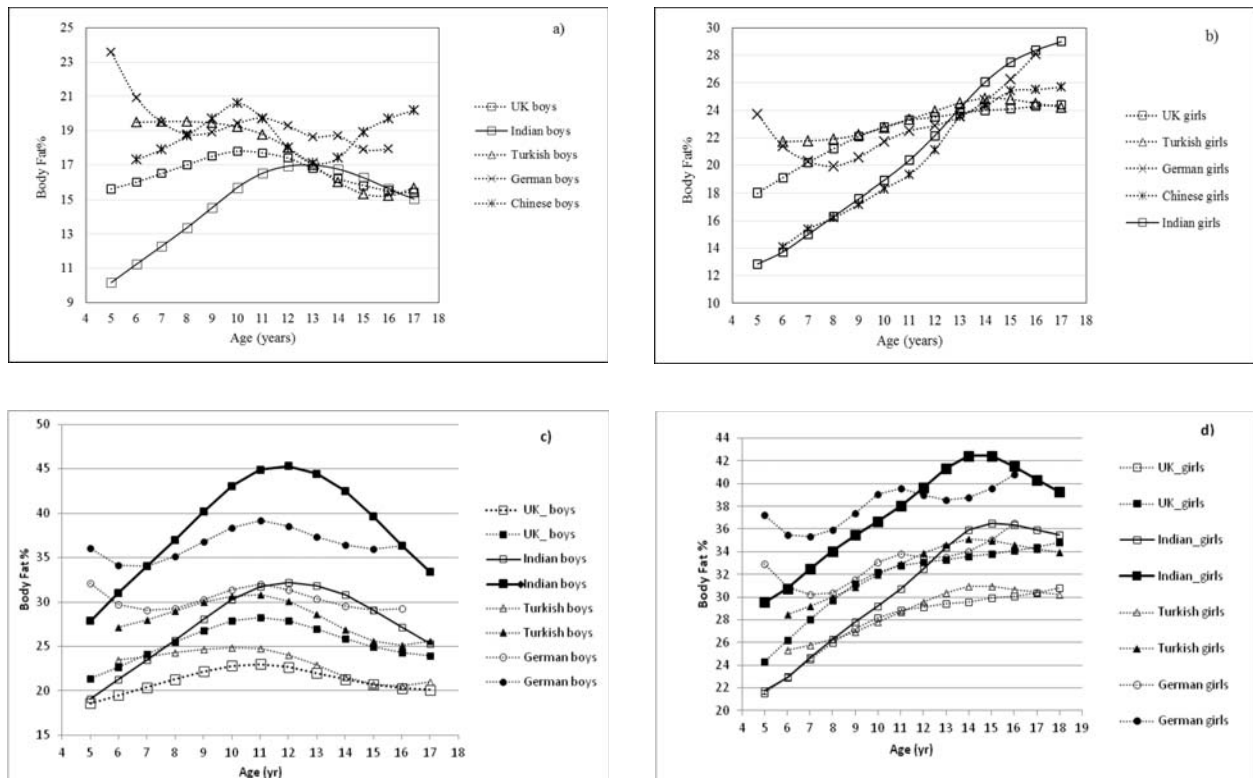 a)
25
23
21
19
17
15
13
11
9
Body Fat%
4 5 6 7 8 9 10 11 12 13 14 15 16 17 18
Age (years)
UK boys
Indian boys
Turkish boys
German boys
Chinese boys
b)
30
28
26
24
22
20
18
16
14
12
10
Body Fat%
4 5 6 7 8 9 10 11 12 13 14 15 16 17 18
Age (years)
UK girls
Turkish girls
German girls
Chinese girls
Indian girls
c)
50
45
40
35
30
25
20
15
Body Fat %
4 5 6 7 8 9 10 11 12 13 14 15 16 17 18
Age (yr)
UK_ boys
UK_ boys
Indian boys
Indian boys
Turkish boys
Turkish boys
German boys
German boys
d)
44
42
40
38
36
34
32
30
28
26
24
22
20
Body Fat %
4 5 6 7 8 9 10 11 12 13 14 15 16 17 18 19
Age (yr)
UK_girls
UK_girls
Indian_girls
Indian_girls
Turkish girls
Turkish girls
German girls
German girls